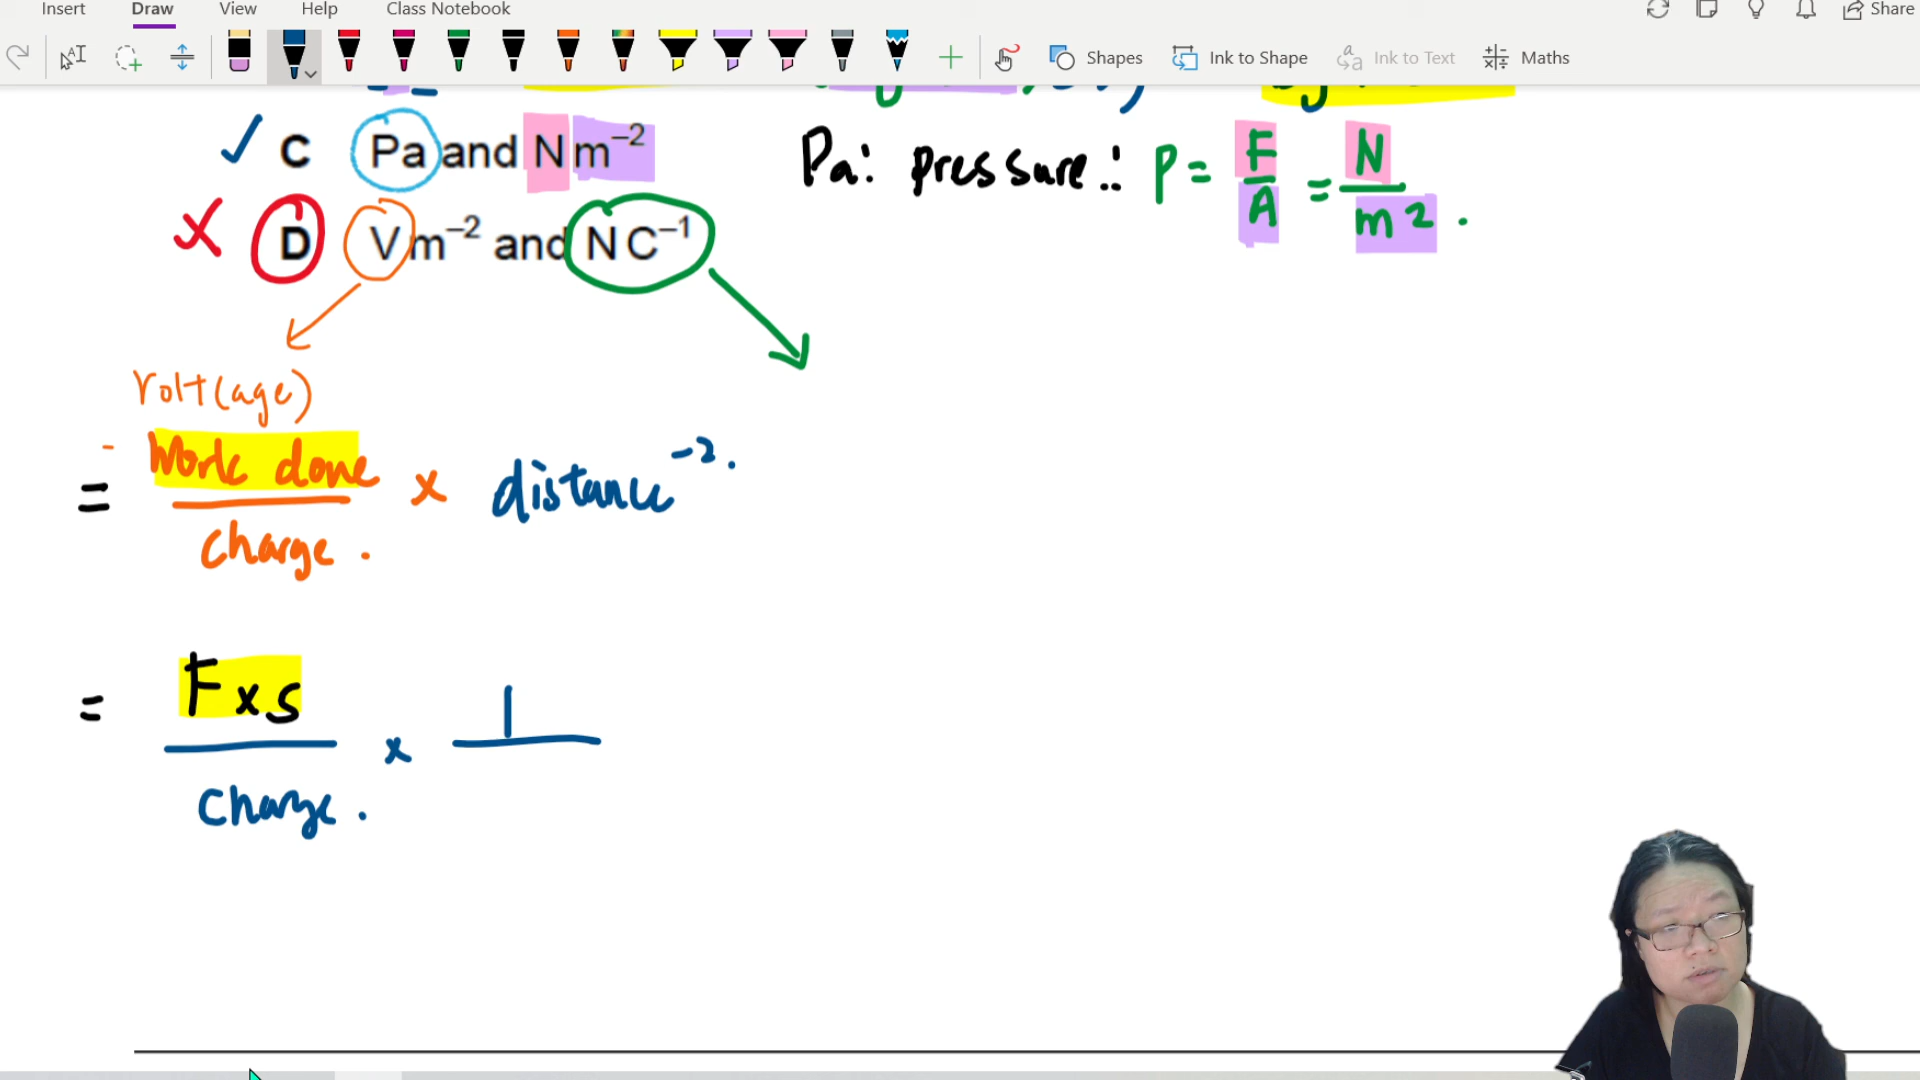 Insert Draw View Help Class Notebook Share
Shapes Ink to Shape Ink to Text Maths
✓ C Pa and N m⁻² Pa: pressure ∴ P = F/A = N/m².
✗ D V m⁻² and N C⁻¹
Volt(age)
= Work done / charge. × distance⁻².
= F × s / charge. × 1